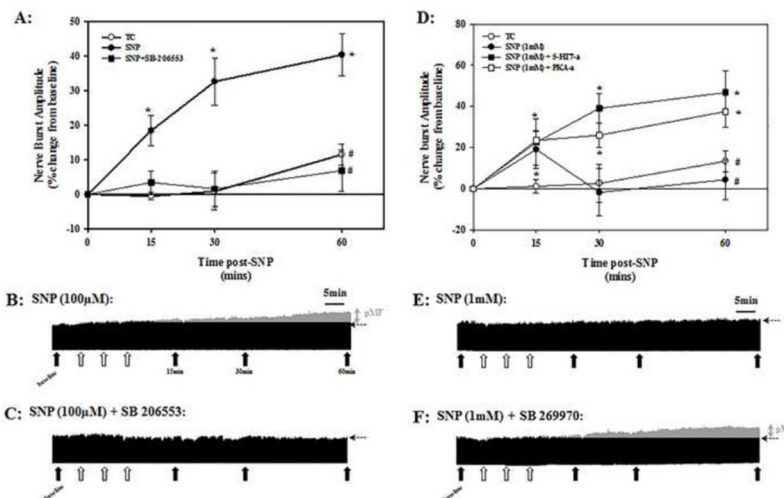 A:
TC
SNP
SNP+SB-206553
Nerve Burst Amplitude
(% change from baseline)
50
40
30
20
10
0
-10
*
*
*
#
#
0
15
30
60
Time post-SNP
(mins)
D:
TC
SNP (1mM)
SNP (1mM) + 5-HT7-a
SNP (1mM) + PKA-a
Nerve burst Amplitude
(% change from baseline)
80
60
40
20
0
-20
*
*
*
*
*
*
#
#
0
15
30
60
Time post-SNP
(mins)
B: SNP (100µM):
5min
pMF
baseline
15min
30min
60min
C: SNP (100µM) + SB 206553:
baseline
E: SNP (1mM):
5min
F: SNP (1mM) + SB 269970:
baseline